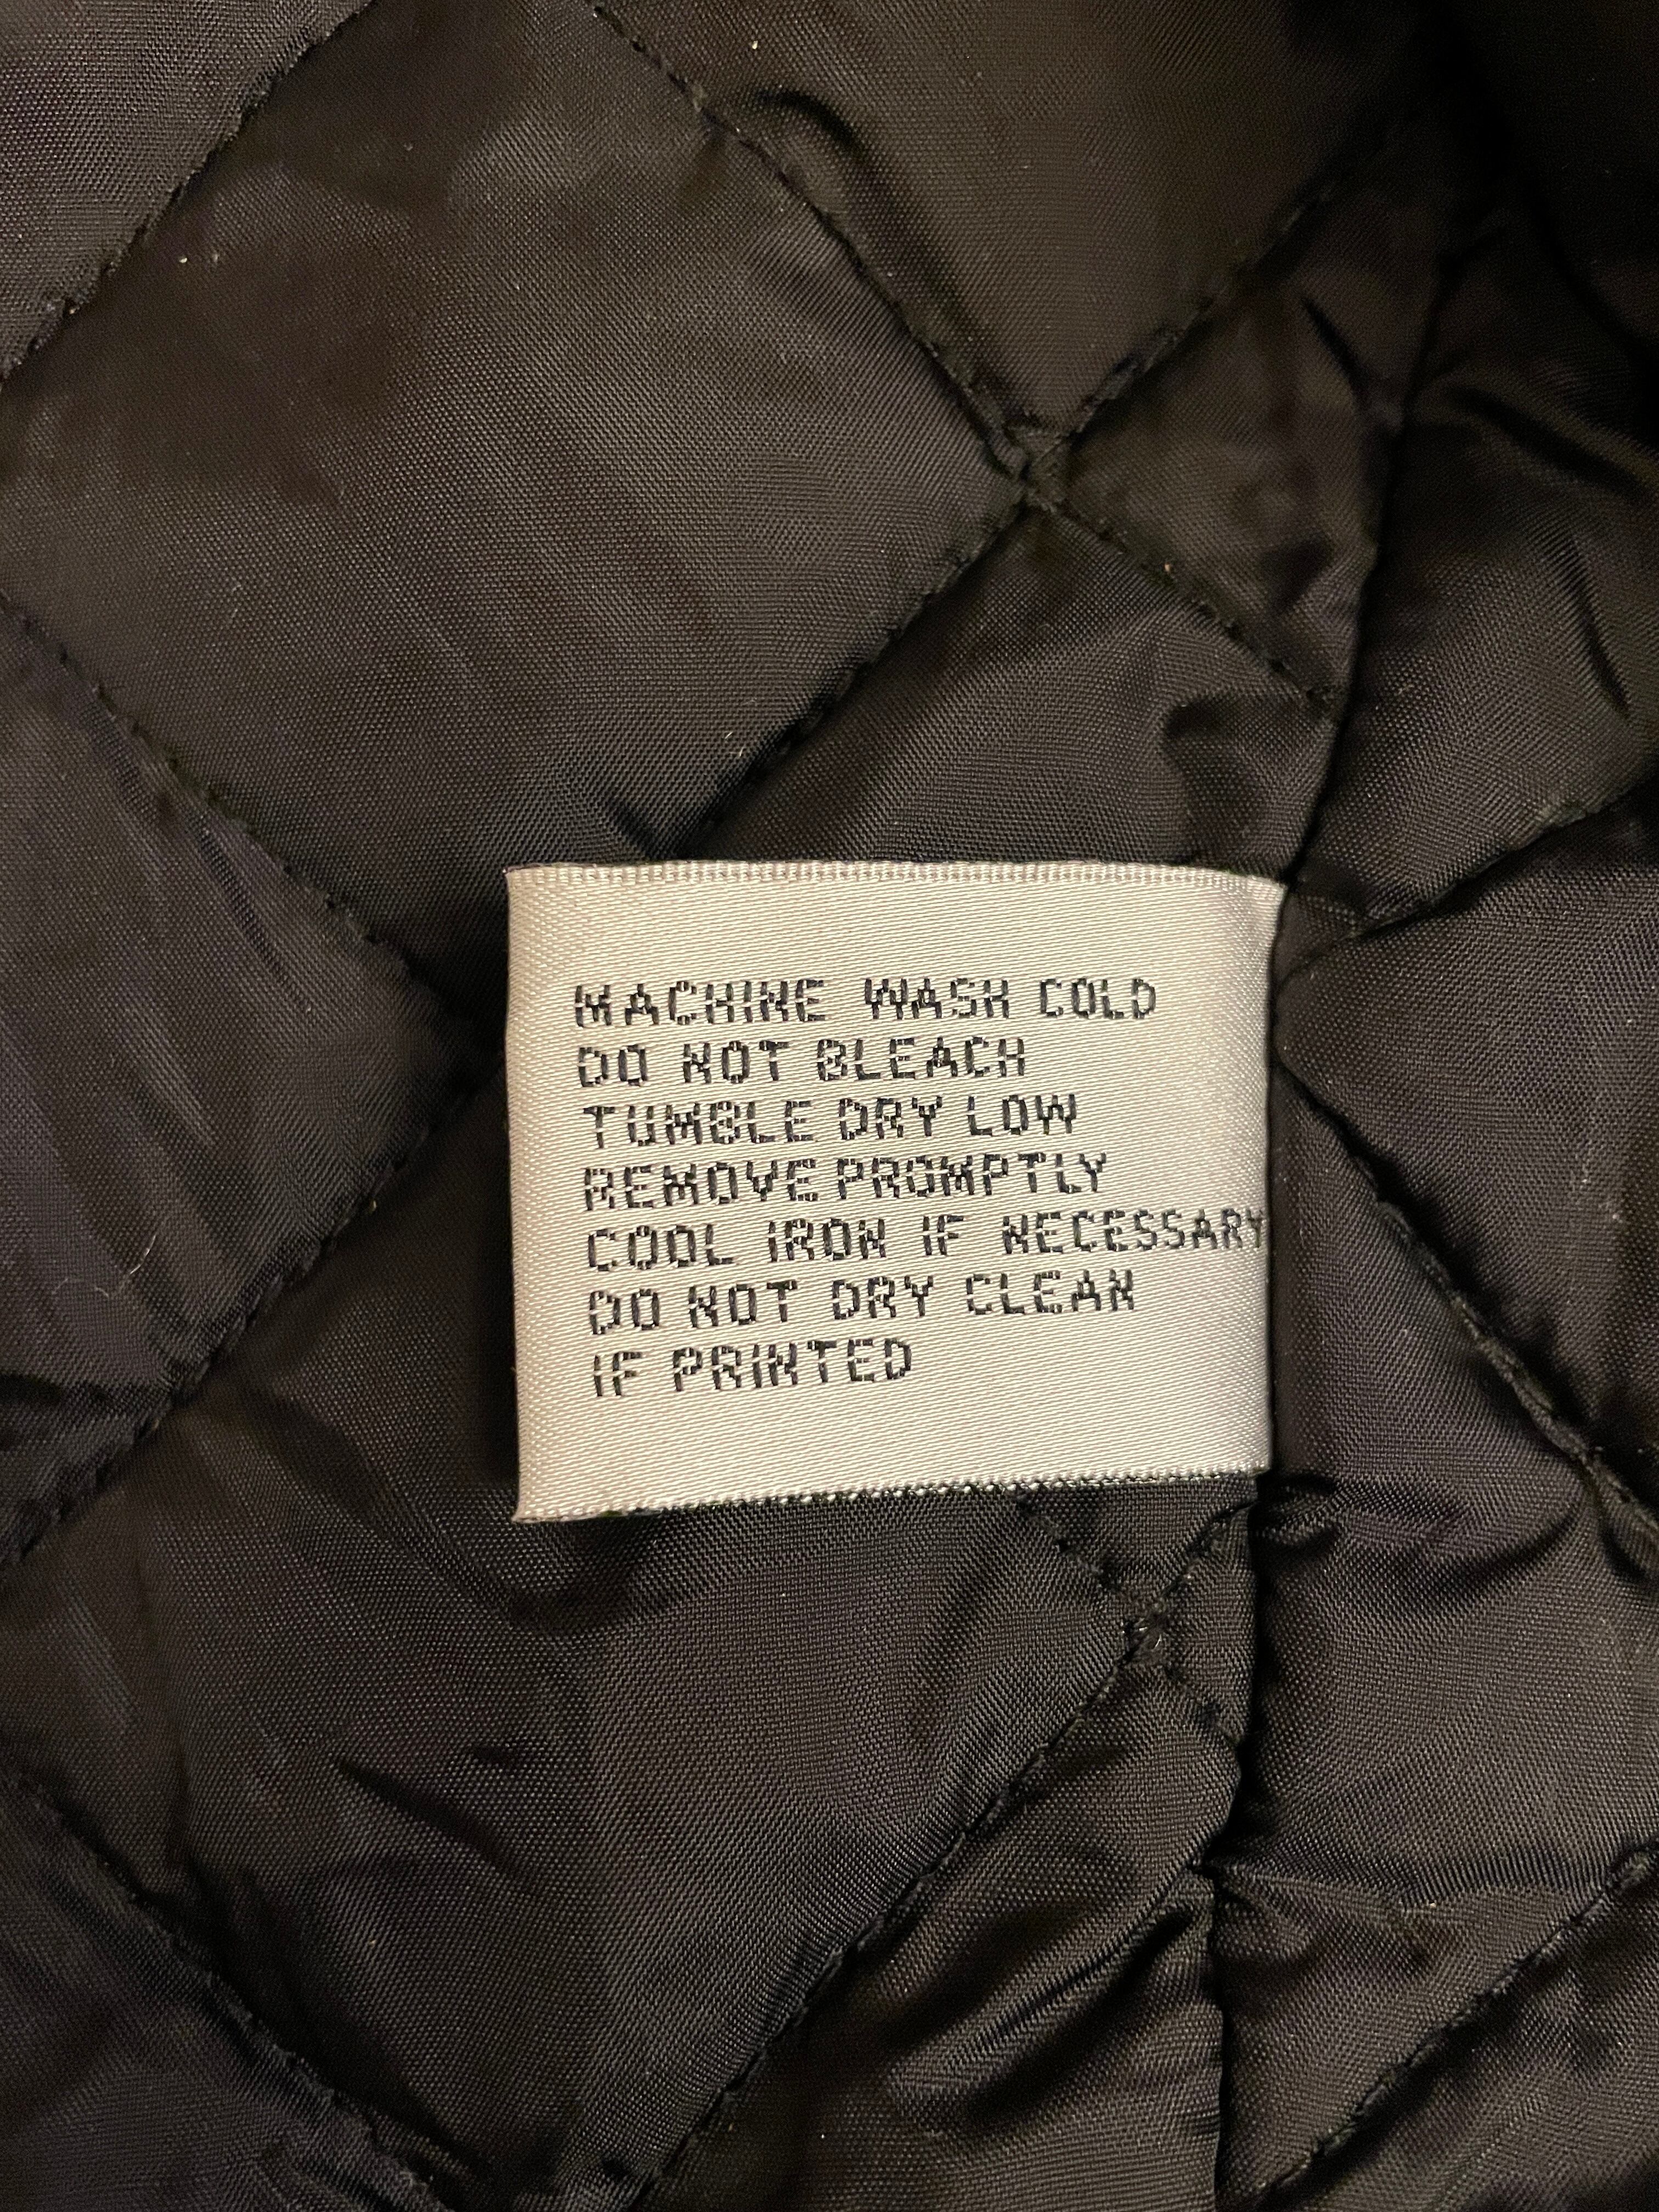 MACHINE WASH COLD
DO NOT BLEACH
TUMBLE DRY LOW
REMOVE PROMPTLY
COOL IRON IF NECESSARY
DO NOT DRY CLEAN
IF PRINTED